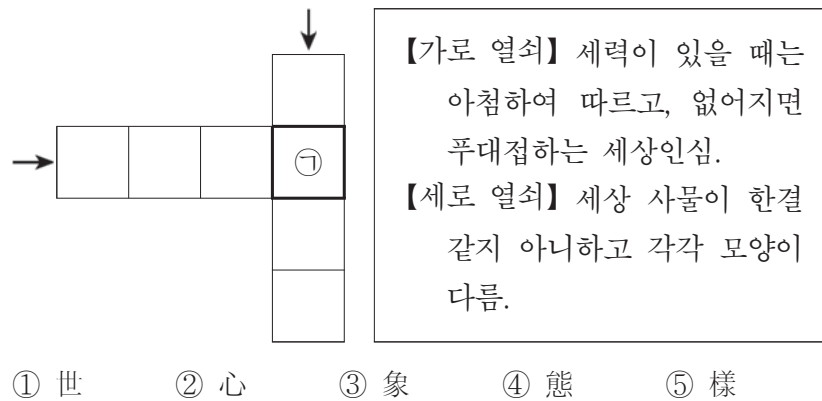 【가로 열쇠】 세력이 있을 때는
아첨하여 따르고, 없어지면
푸대접하는 세상인심.
㉠
【세로 열쇠】 세상 사물이 한결
같지 아니하고 각각 모양이
다름.
① 世 ② 心 ③ 象 ④ 態 ⑤ 樣